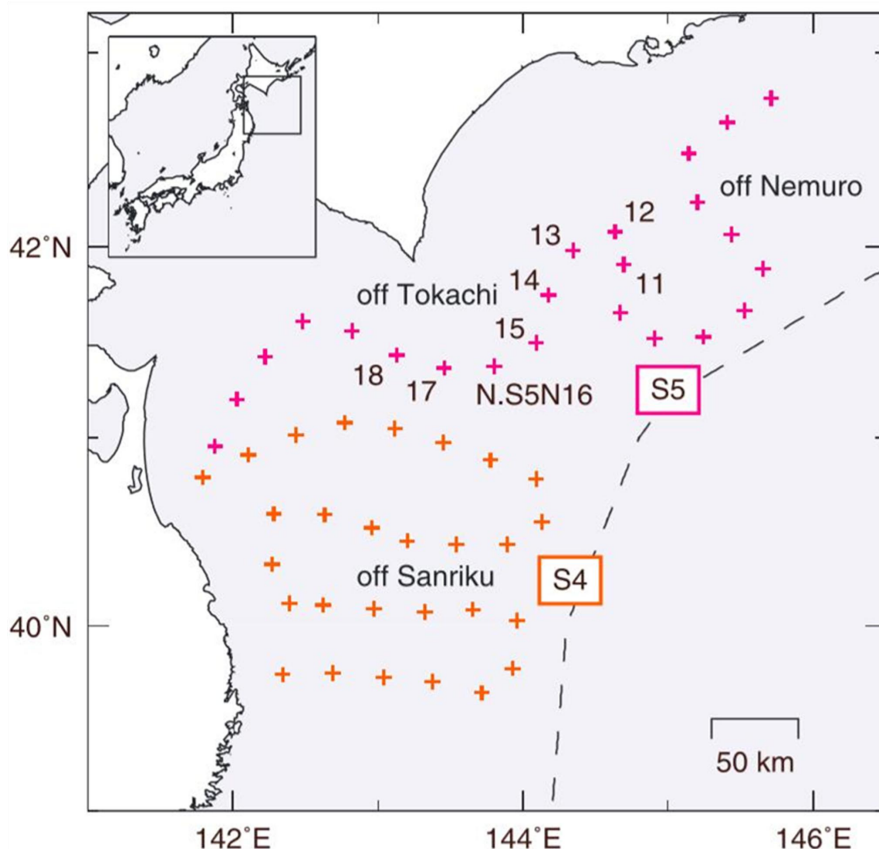 off Nemuro
12
13
42°N
11
14
off Tokachi
15
18
17
N.S5N16
S5
off Sanriku
S4
40°N
50 km
142°E
144°E
146°E